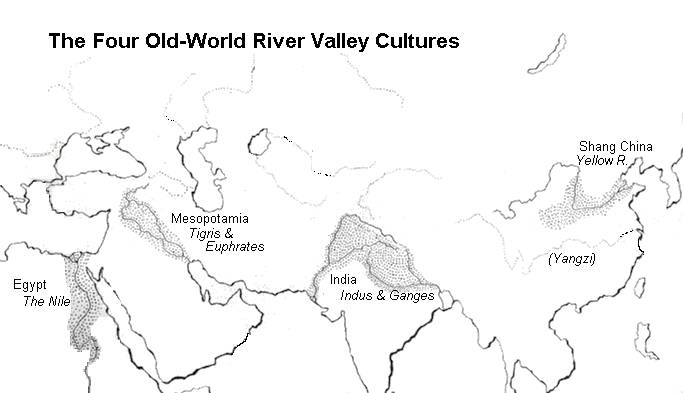 The Four Old-World River Valley Cultures
Shang China
Yellow R.
Mesopotamia
Tigris &
Euphrates
(Yangzi)
Egypt
The Nile
India
Indus & Ganges